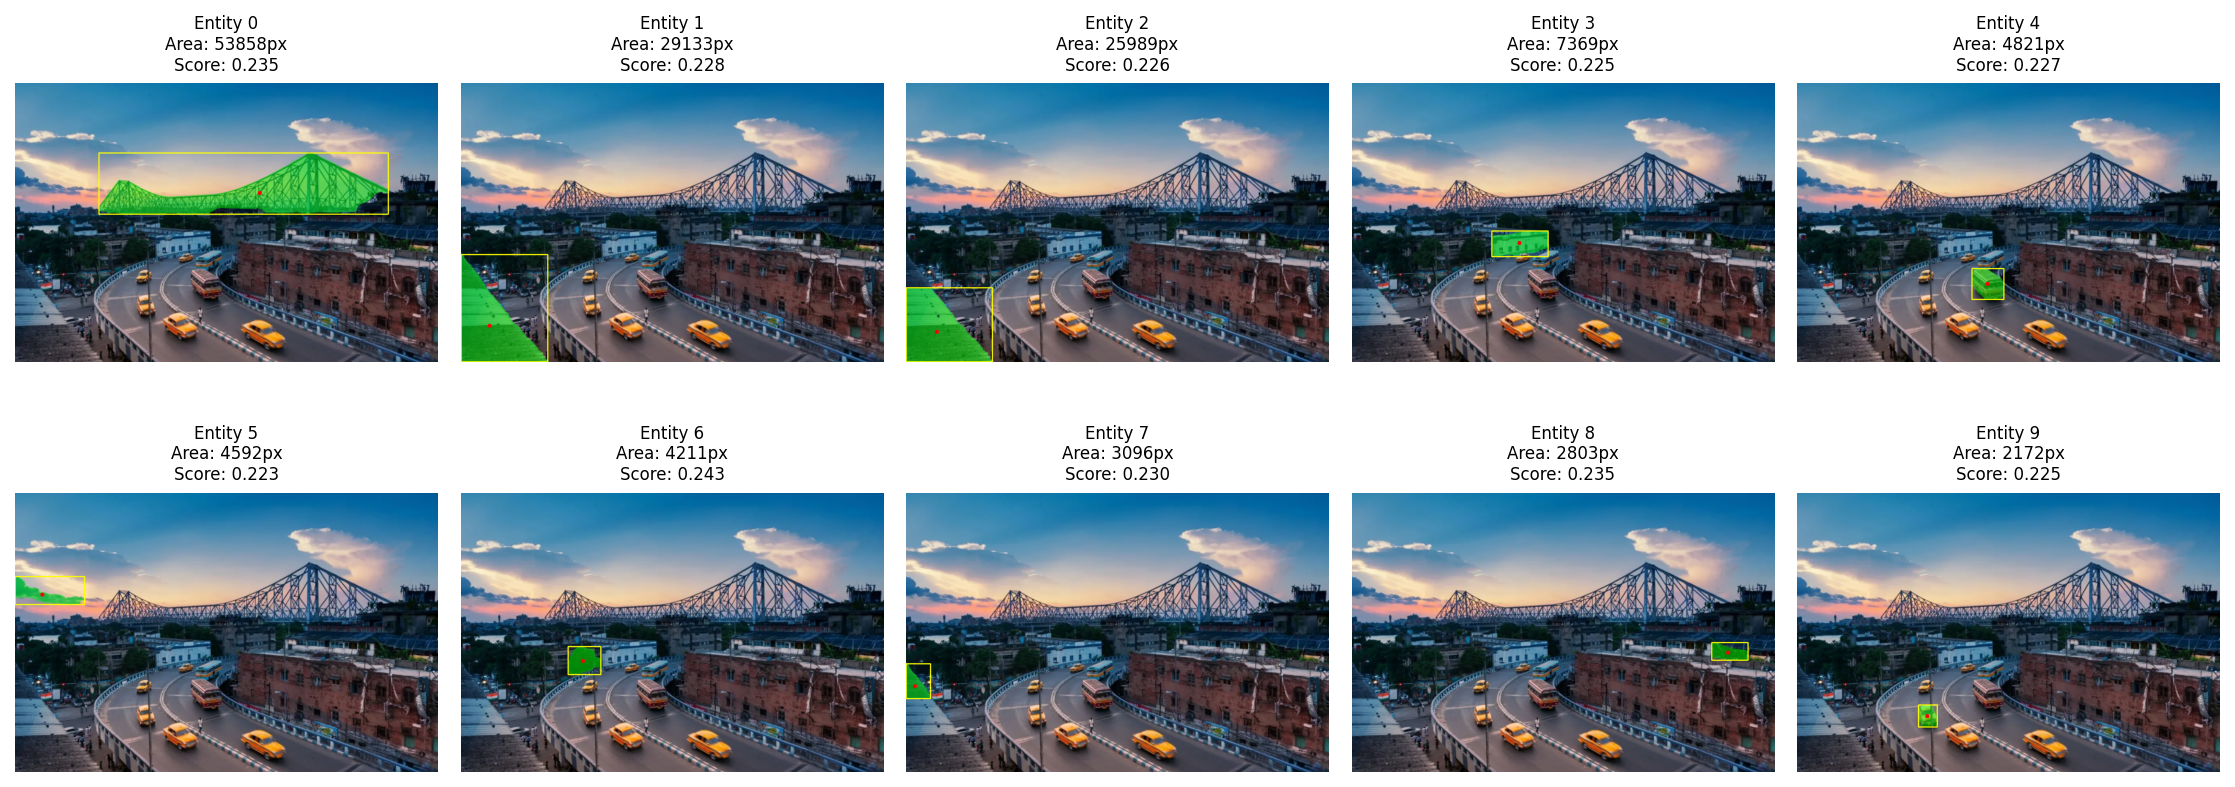 Entity 0
Area: 53858px
Score: 0.235
Entity 1
Area: 29133px
Score: 0.228
Entity 2
Area: 25989px
Score: 0.226
Entity 3
Area: 7369px
Score: 0.225
Entity 4
Area: 4821px
Score: 0.227
Entity 5
Area: 4592px
Score: 0.223
Entity 6
Area: 4211px
Score: 0.243
Entity 7
Area: 3096px
Score: 0.230
Entity 8
Area: 2803px
Score: 0.235
Entity 9
Area: 2172px
Score: 0.225